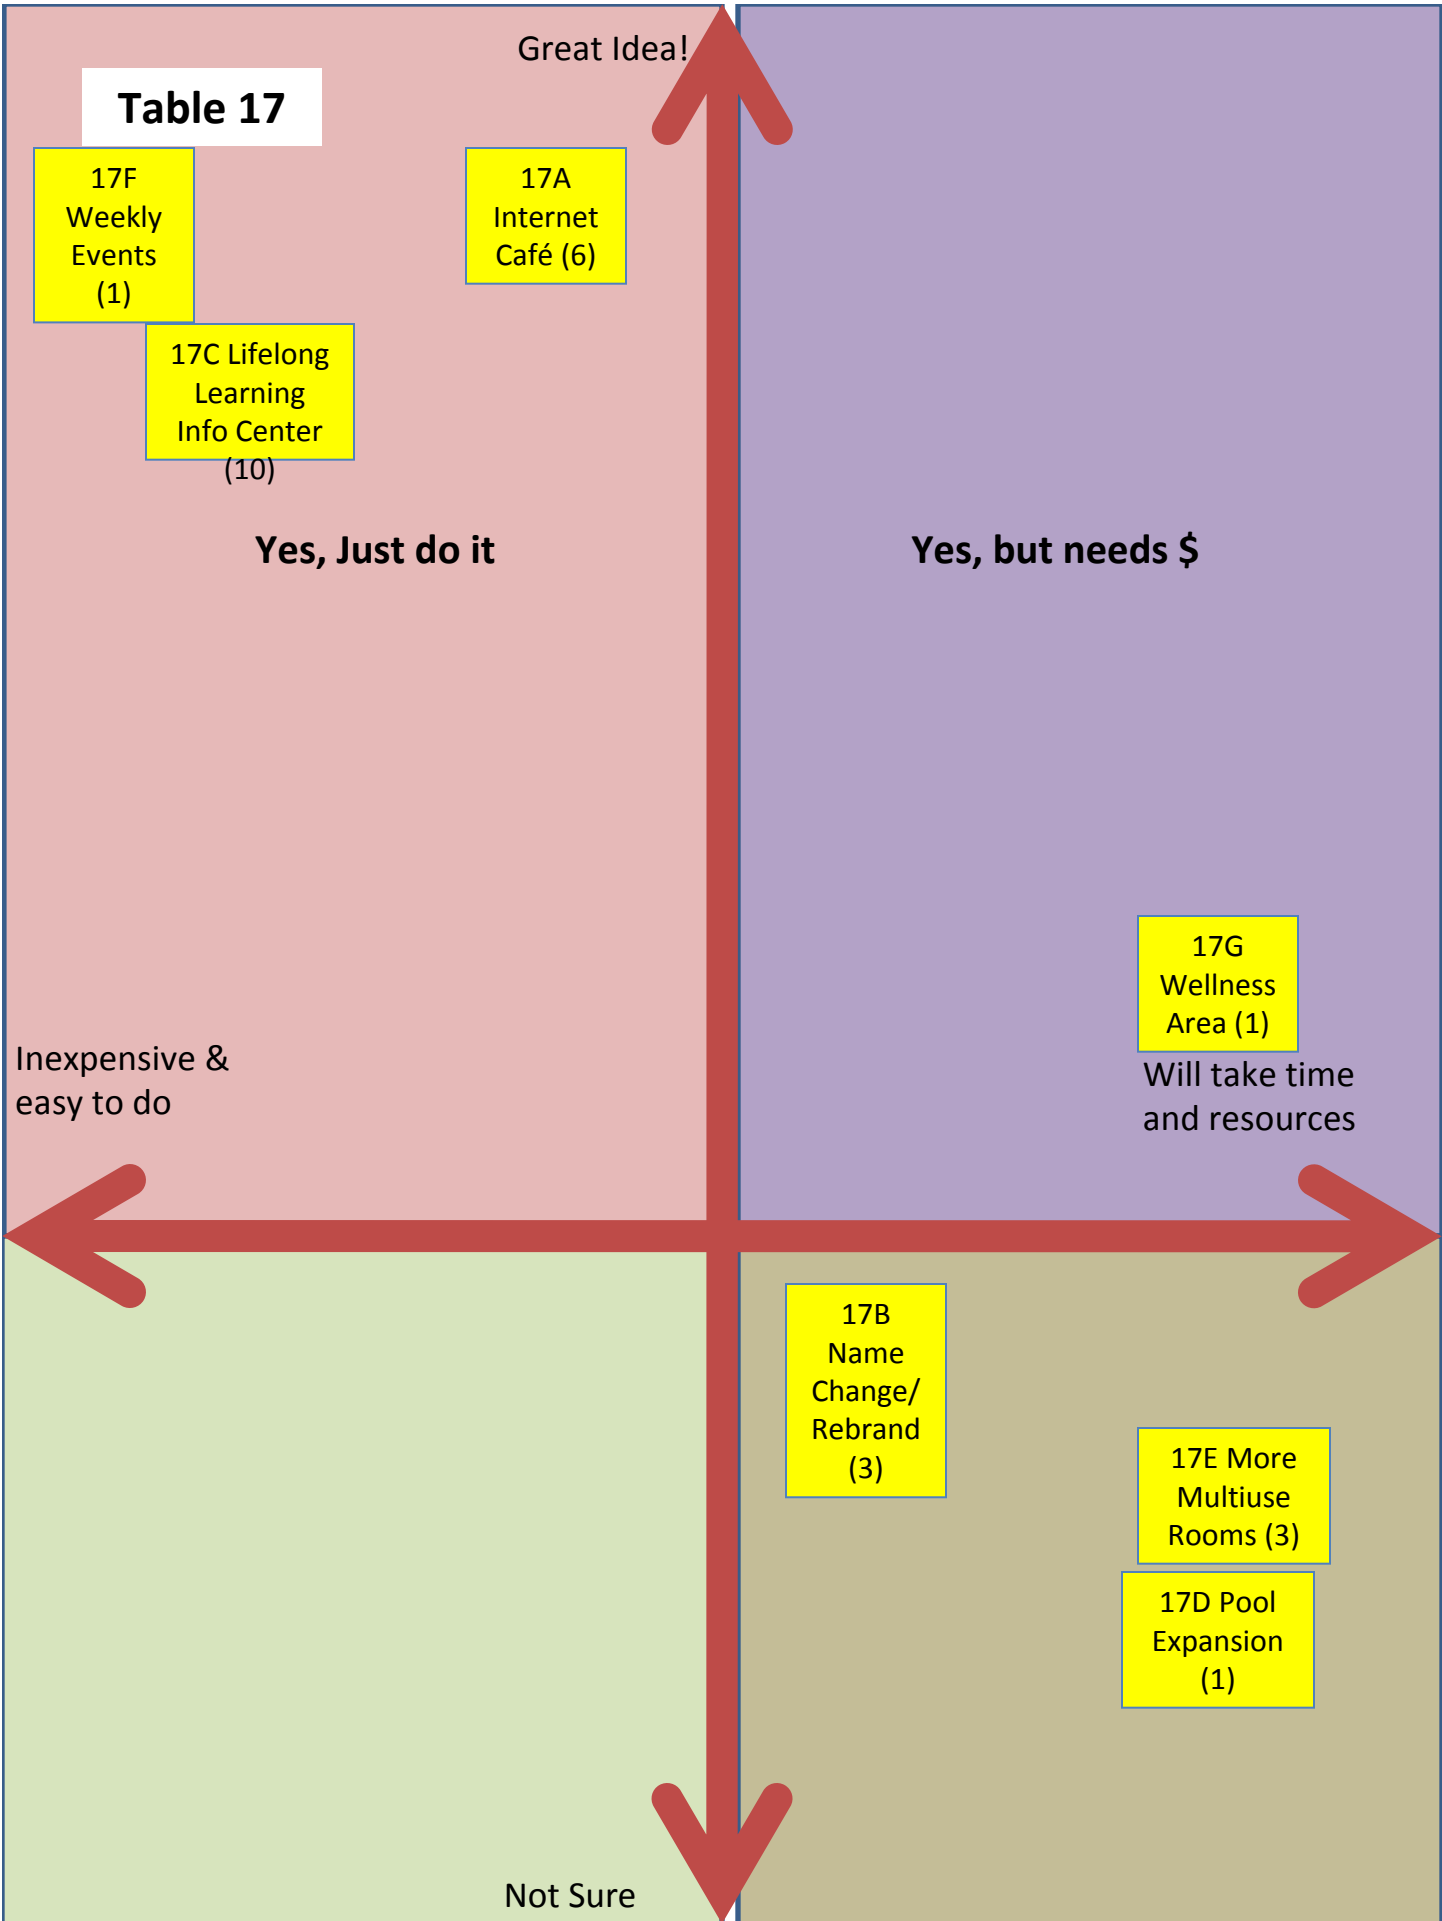 Great Idea!
Table 17
17F
Weekly
Events
(1)
17A
Internet
Café (6)
17C Lifelong
Learning
Info Center
(10)
Yes, Just do it
Yes, but needs $
17G
Wellness
Area (1)
Inexpensive &
easy to do
Will take time
and resources
17B
Name
Change/
Rebrand
(3)
17E More
Multiuse
Rooms (3)
17D Pool
Expansion
(1)
Not Sure